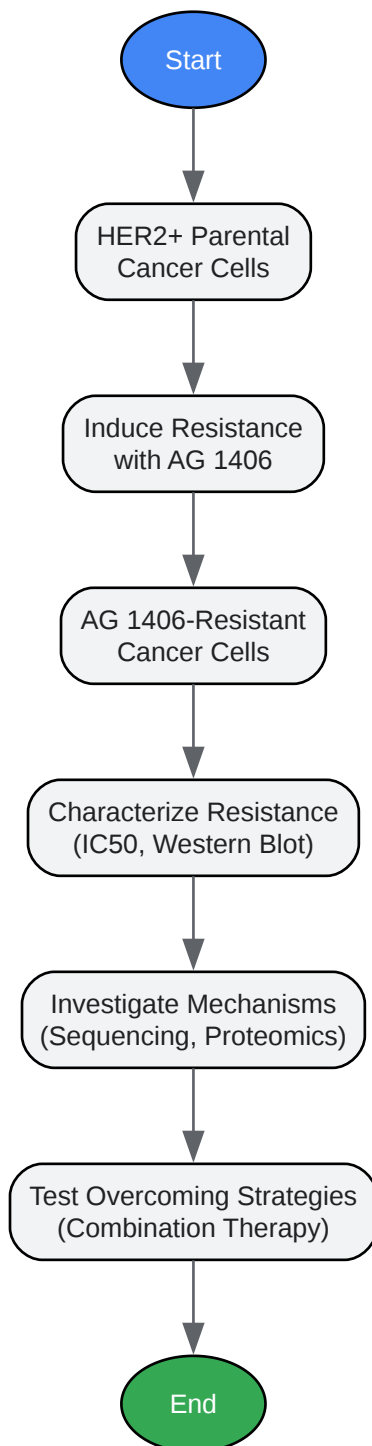 Start
HER2+ Parental
Cancer Cells
Induce Resistance
with AG 1406
AG 1406-Resistant
Cancer Cells
Characterize Resistance
(IC50, Western Blot)
Investigate Mechanisms
(Sequencing, Proteomics)
Test Overcoming Strategies
(Combination Therapy)
End